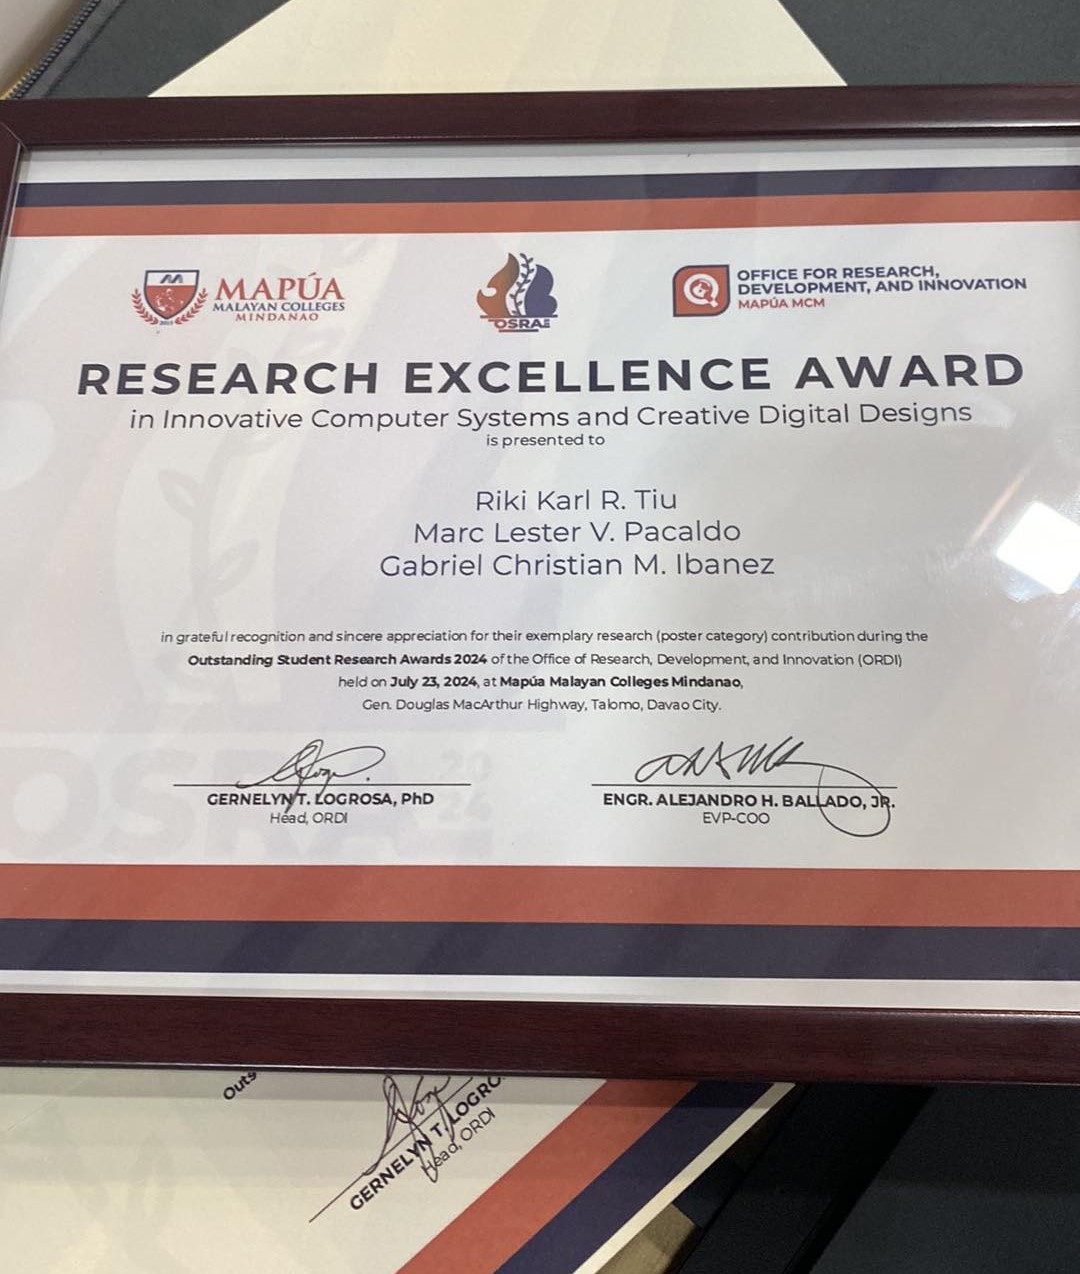 MAPÚA
MALAYAN COLLEGES
MINDANAO
OSRA
OFFICE FOR RESEARCH,
DEVELOPMENT, AND INNOVATION
MAPÚA MCM
RESEARCH EXCELLENCE AWARD
in Innovative Computer Systems and Creative Digital Designs
is presented to
Riki Karl R. Tiu
Marc Lester V. Pacaldo
Gabriel Christian M. Ibanez
in grateful recognition and sincere appreciation for their exemplary research (poster category) contribution during the
Outstanding Student Research Awards 2024 of the Office of Research, Development, and Innovation (ORDI)
held on July 23, 2024, at Mapúa Malayan Colleges Mindanao,
Gen. Douglas MacArthur Highway, Talomo, Davao City.
OSRA 2024
GERNELYN T. LOGROSA, PhD
Head, ORDI
ENGR. ALEJANDRO H. BALLADO, JR.
EVP-COO
Outs
GERNELYN T. LOGRO
Head, ORDI